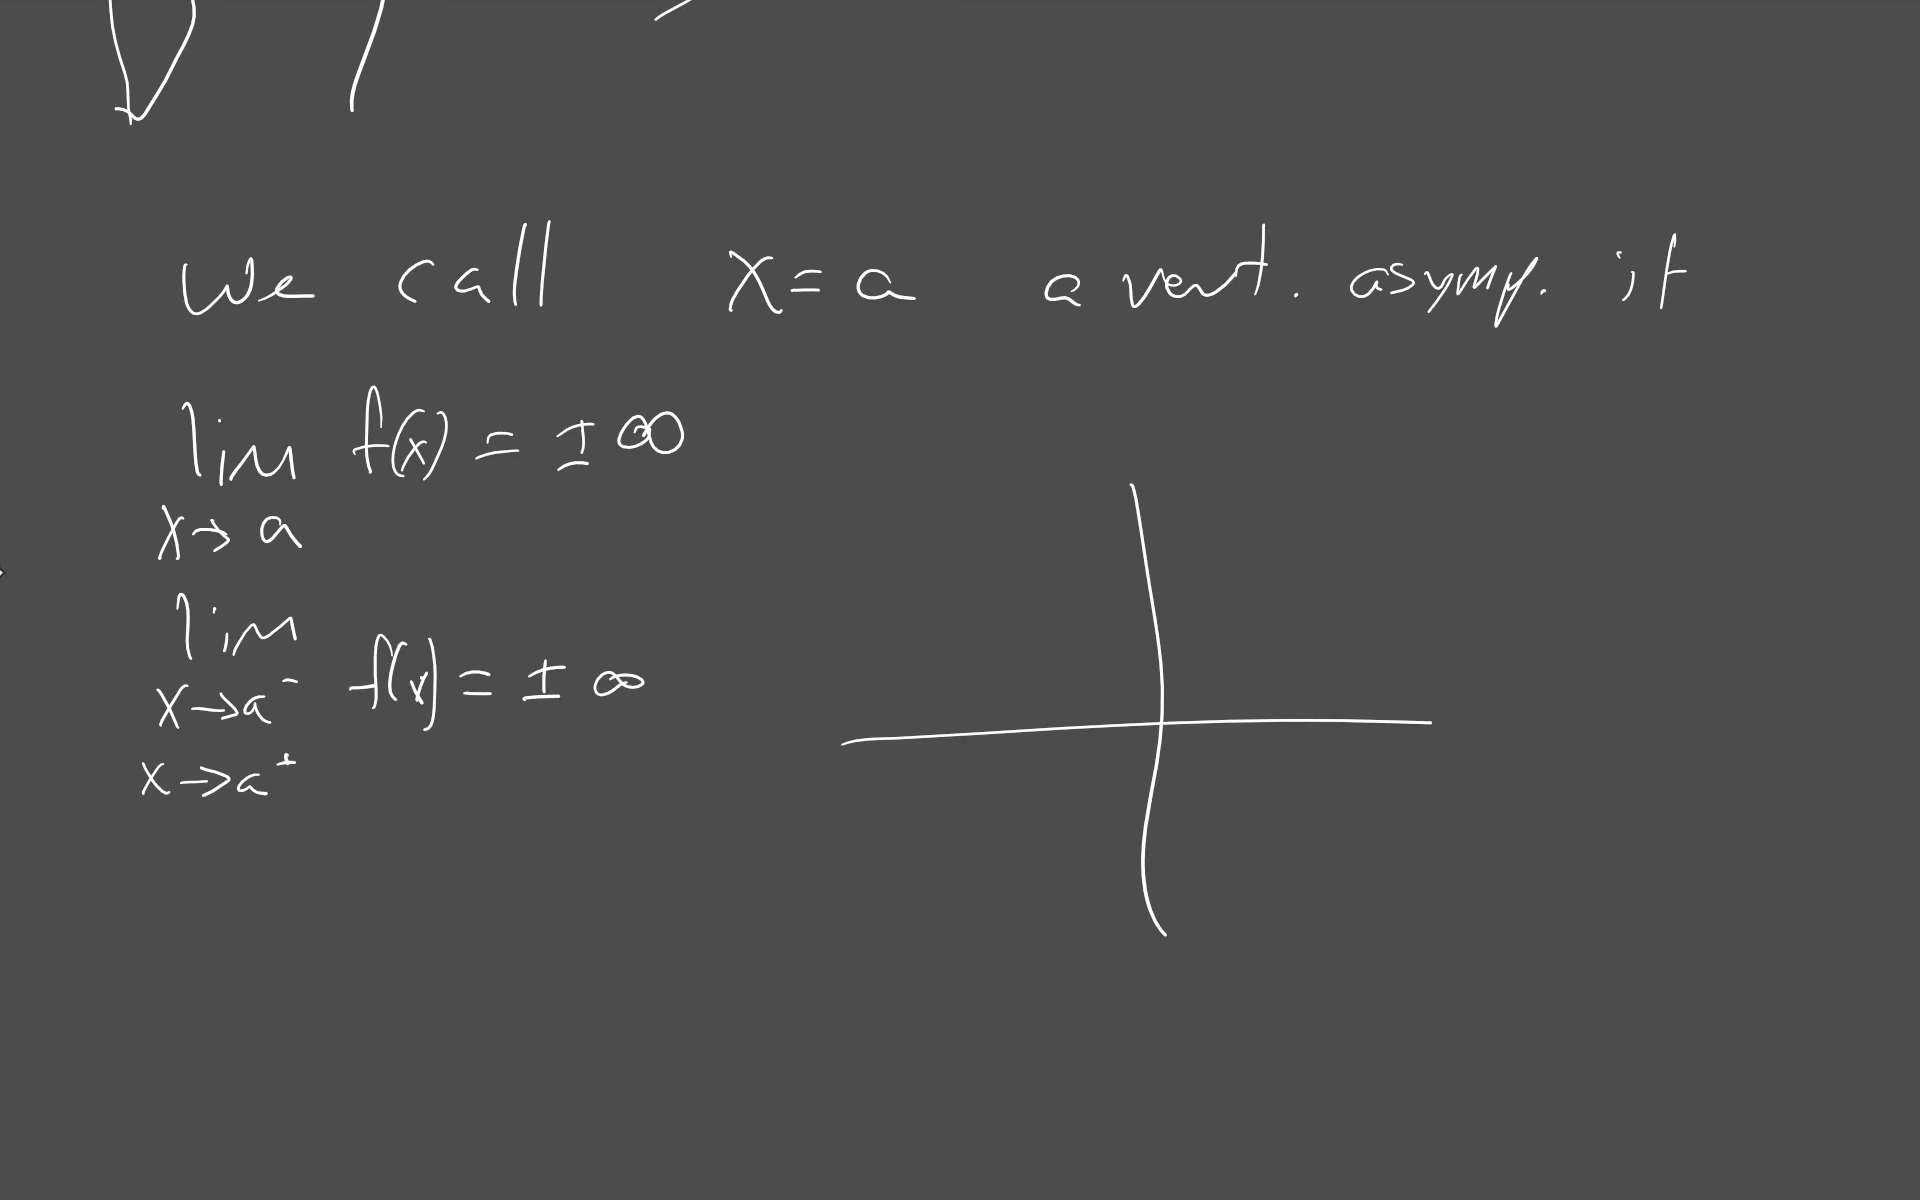 We call x = a a vert. asymp. if
lim f(x) = ± ∞
x → a
lim
x → a⁻ f(x) = ± ∞
x → a⁺